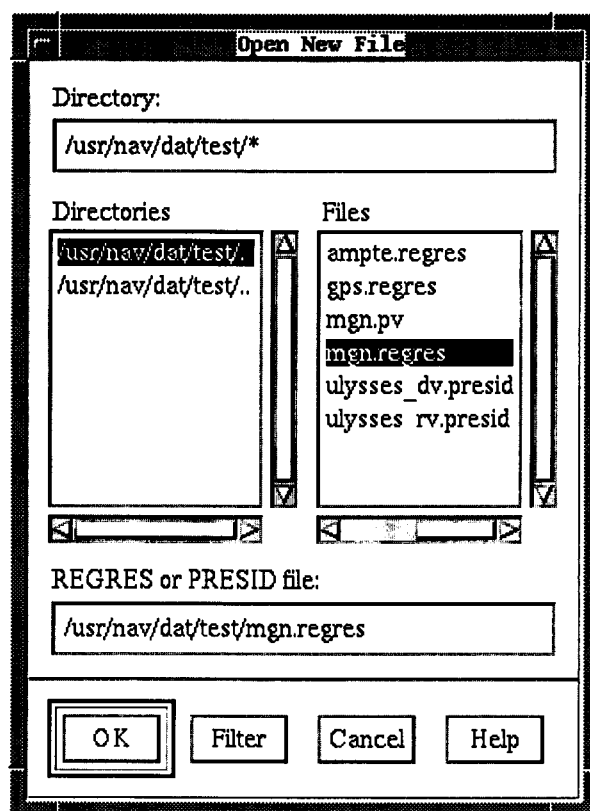 Open New File
Directory:
/usr/nav/dat/test/*
Directories
/usr/nav/dat/test/.
/usr/nav/dat/test/..
Files
ampte.regres
gps.regres
mgn.pv
mgn.regres
ulysses_dv.presid
ulysses rv.presid
REGRES or PRESID file:
/usr/nav/dat/test/mgn.regres
OK
Filter
Cancel
Help